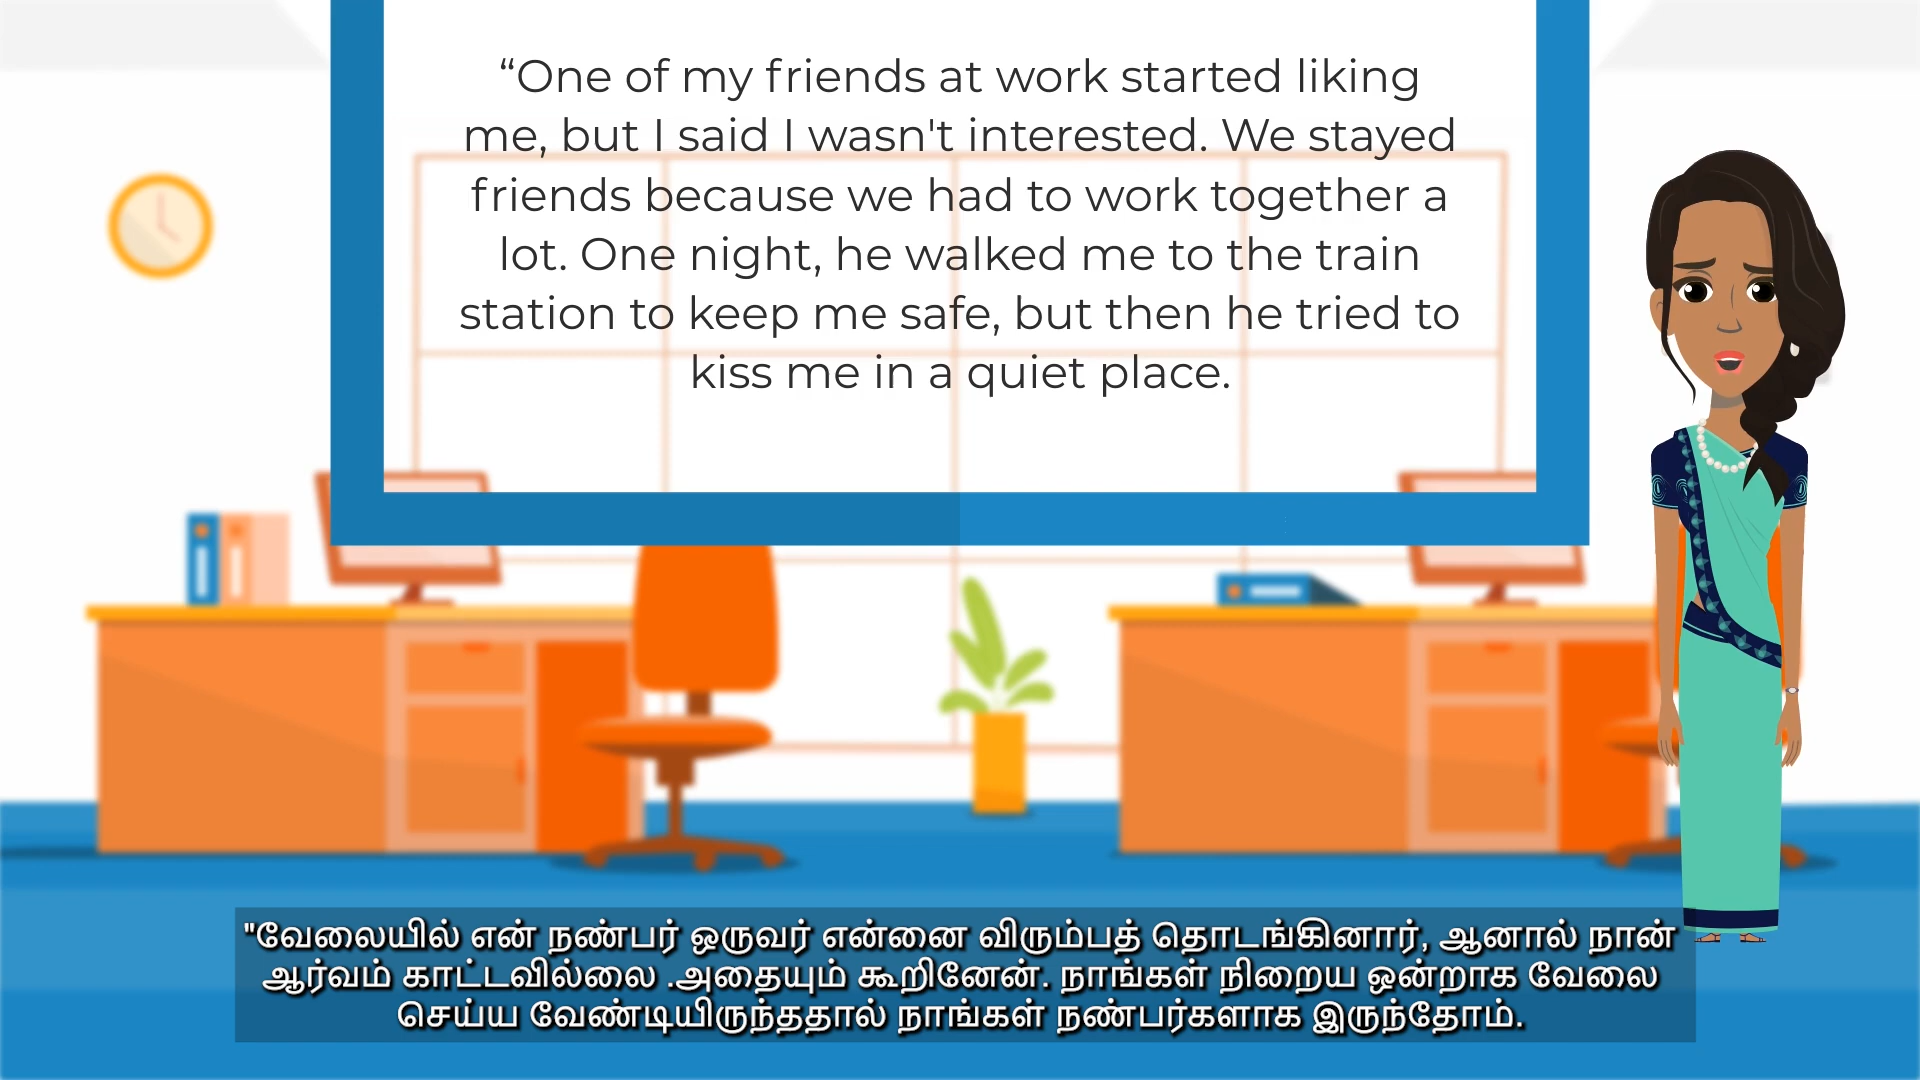 “One of my friends at work started liking
me, but I said I wasn't interested. We stayed
friends because we had to work together a
lot. One night, he walked me to the train
station to keep me safe, but then he tried to
kiss me in a quiet place.
"வேலையில் என் நண்பர் ஒருவர் என்னை விரும்பத் தொடங்கினார், ஆனால் நான்
ஆர்வம் காட்டவில்லை .அதையும் கூறினேன். நாங்கள் நிறைய ஒன்றாக வேலை
செய்ய வேண்டியிருந்ததால் நாங்கள் நண்பர்களாக இருந்தோம்.